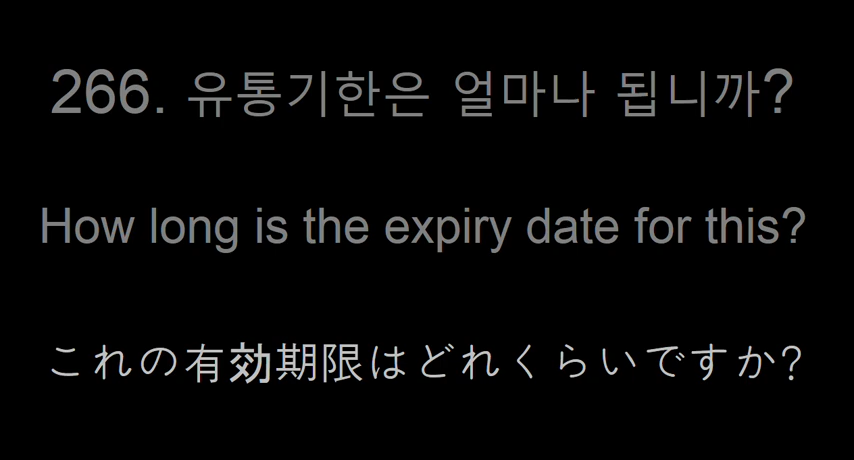 266. 유통기한은 얼마나 됩니까?
How long is the expiry date for this?
これの有効期限はどれくらいですか?